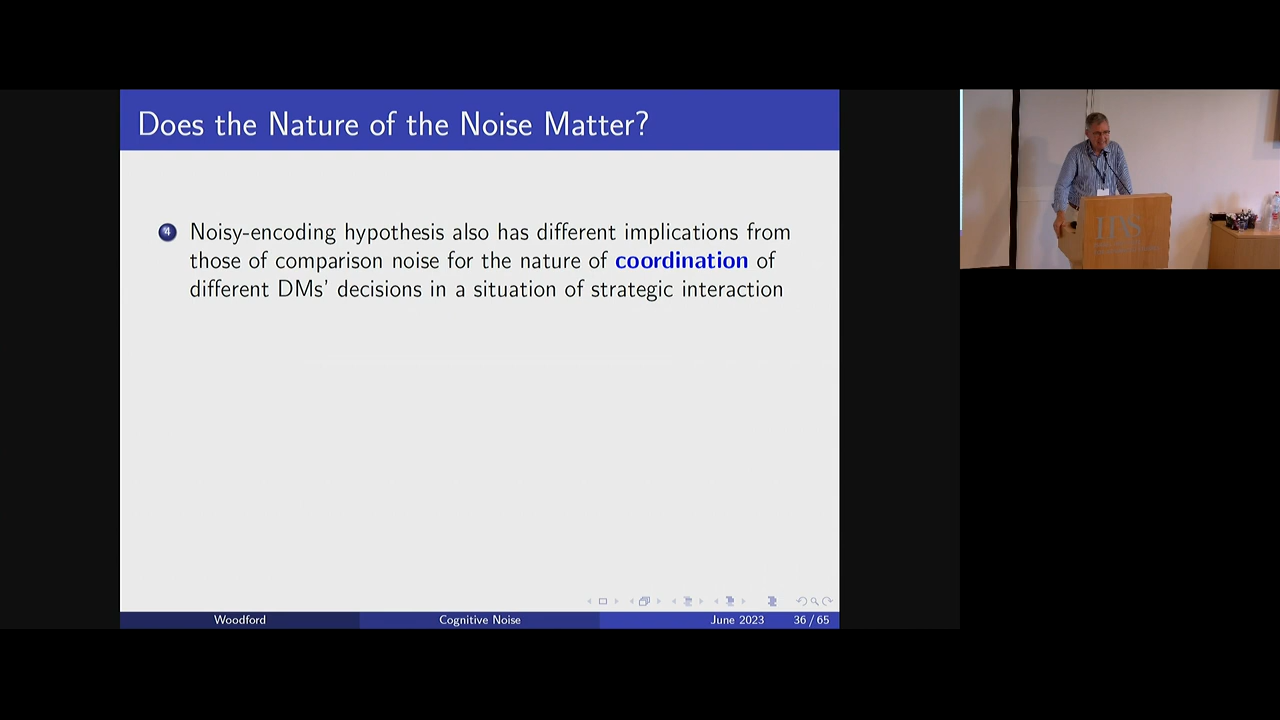 Does the Nature of the Noise Matter?
4
Noisy-encoding hypothesis also has different implications from
those of comparison noise for the nature of coordination of
different DMs' decisions in a situation of strategic interaction
Woodford
Cognitive Noise
June 2023
36 / 65